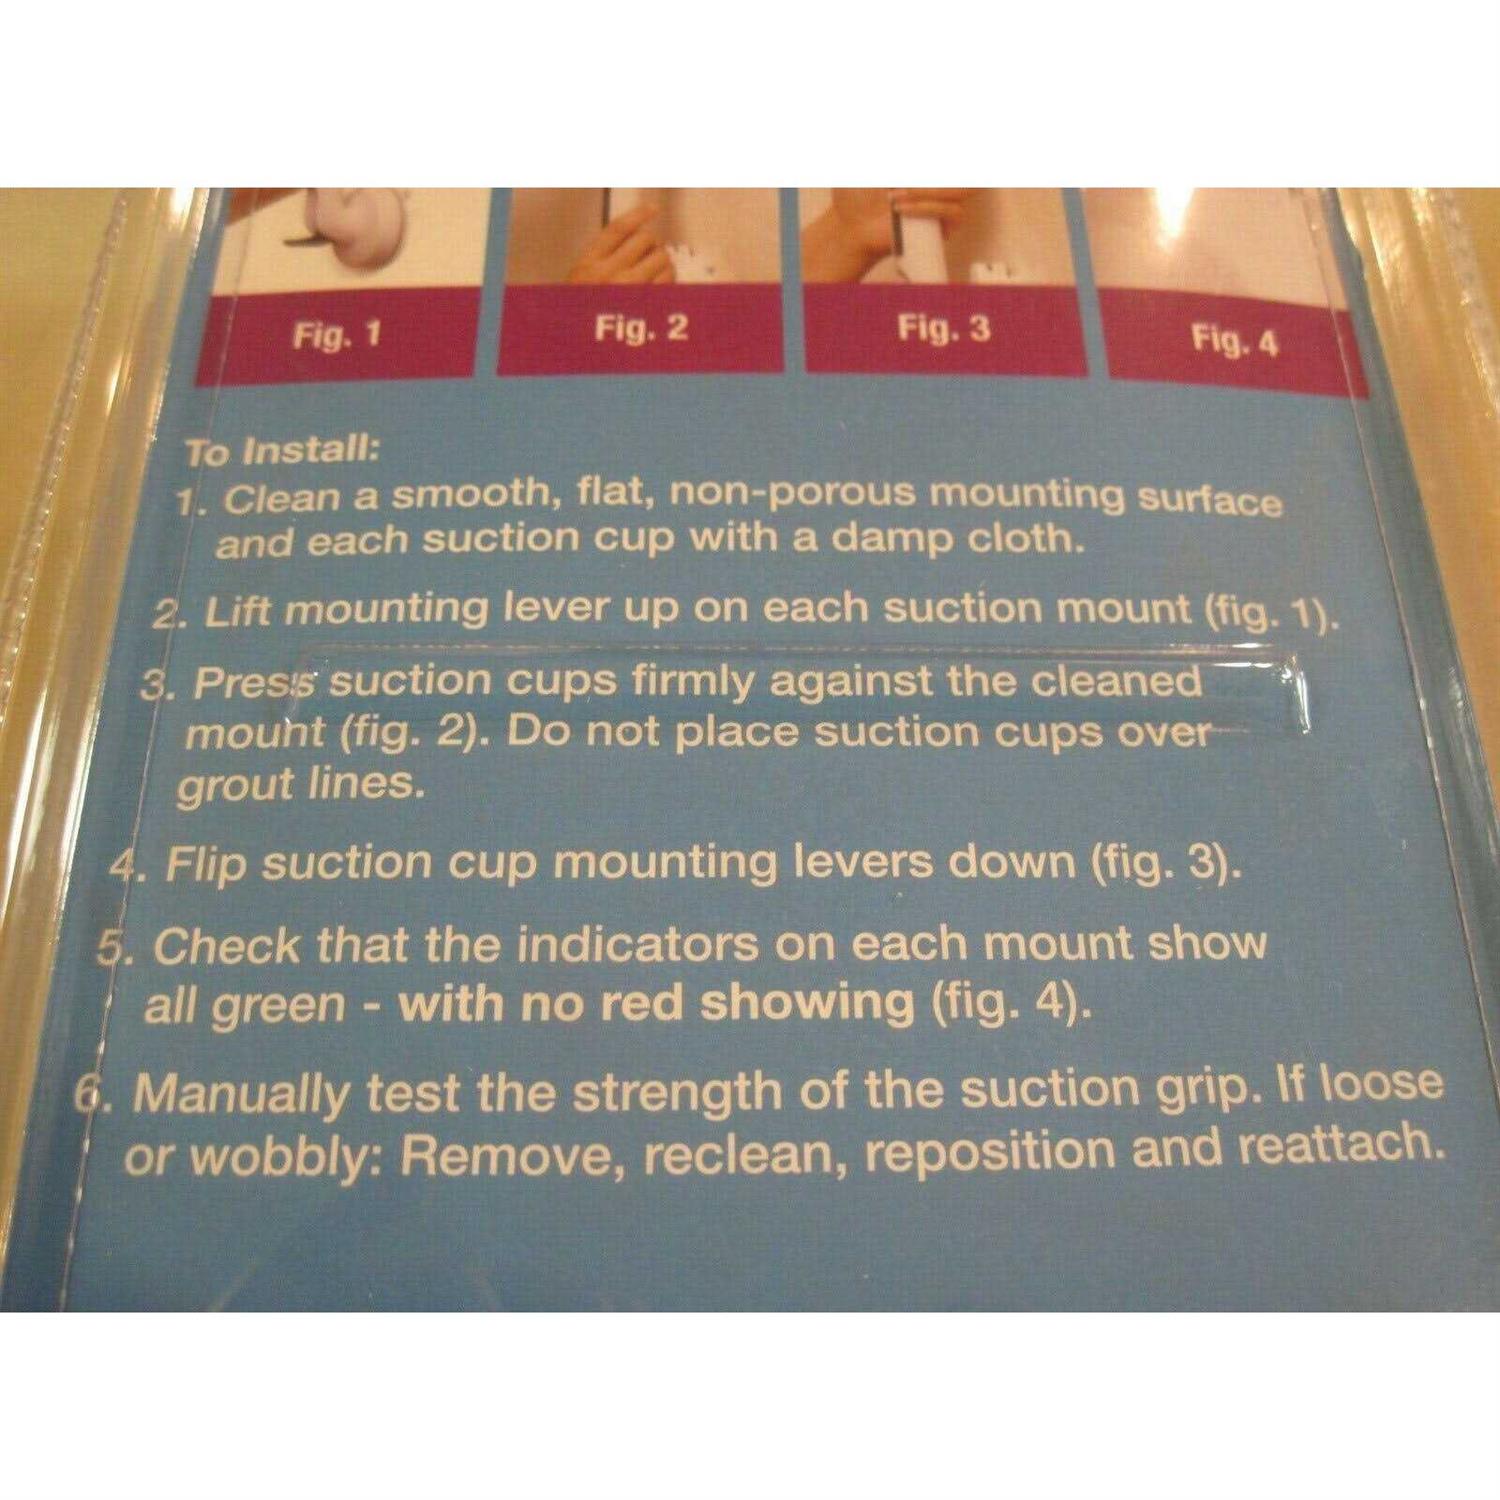 Fig. 1
Fig. 2
Fig. 3
Fig. 4
To Install:
1. Clean a smooth, flat, non-porous mounting surface
and each suction cup with a damp cloth.
2. Lift mounting lever up on each suction mount (fig. 1).
3. Press suction cups firmly against the cleaned
mount (fig. 2). Do not place suction cups over
grout lines.
4. Flip suction cup mounting levers down (fig. 3).
5. Check that the indicators on each mount show
all green - with no red showing (fig. 4).
6. Manually test the strength of the suction grip. If loose
or wobbly: Remove, reclean, reposition and reattach.